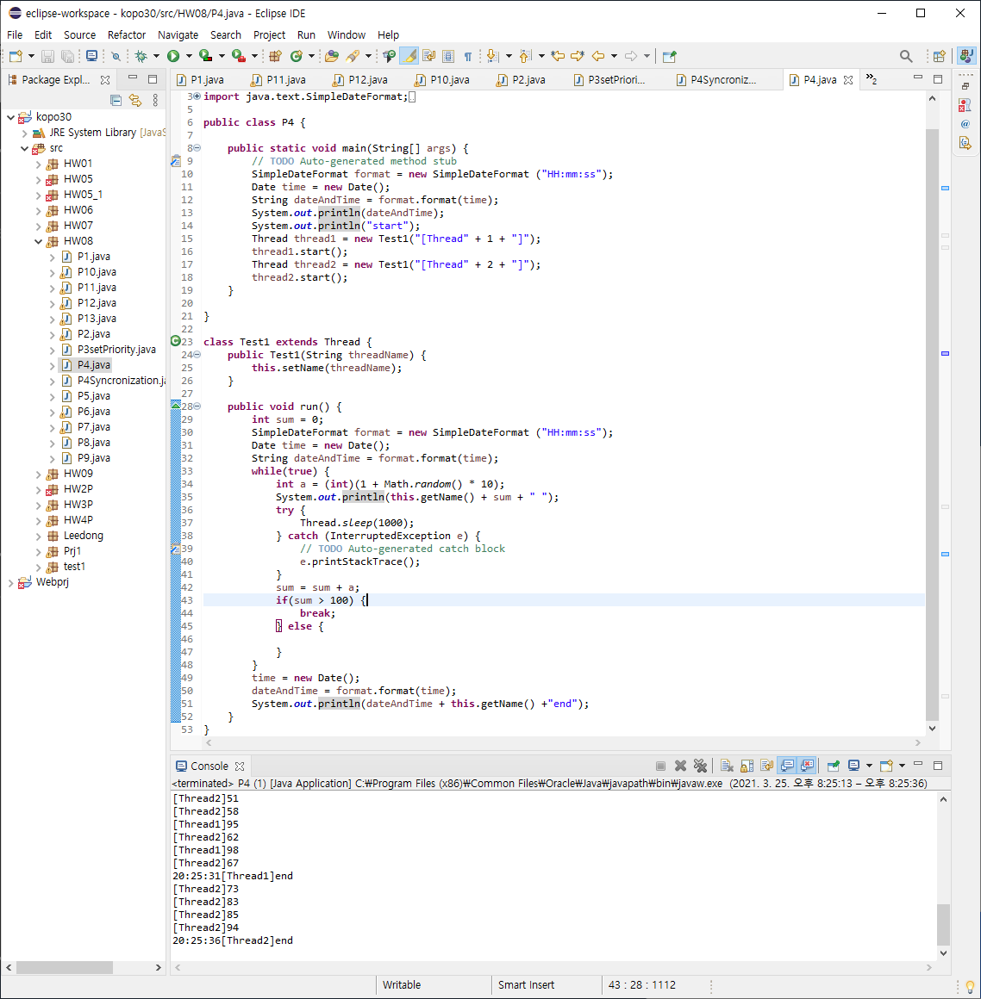 eclipse-workspace - kopo30/src/HW08/P4.java - Eclipse IDE
File Edit Source Refactor Navigate Search Project Run Window Help
Package Expl...
P1.java P11.java P12.java P10.java P2.java P3setPriori... P4Syncroniz... P4.java »2
kopo30
JRE System Library [JavaS
src
HW01
HW05
HW05_1
HW06
HW07
HW08
P1.java
P10.java
P11.java
P12.java
P13.java
P2.java
P3setPriority.java
P4.java
P4Syncronization.ja
P5.java
P6.java
P7.java
P8.java
P9.java
HW09
HW2P
HW3P
HW4P
Leedong
Prj1
test1
Webprj
3 import java.text.SimpleDateFormat;
5
6 public class P4 {
7
8 public static void main(String[] args) {
9 // TODO Auto-generated method stub
10 SimpleDateFormat format = new SimpleDateFormat ("HH:mm:ss");
11 Date time = new Date();
12 String dateAndTime = format.format(time);
13 System.out.println(dateAndTime);
14 System.out.println("start");
15 Thread thread1 = new Test1("[Thread" + 1 + "]");
16 thread1.start();
17 Thread thread2 = new Test1("[Thread" + 2 + "]");
18 thread2.start();
19 }
20
21 }
22
23 class Test1 extends Thread {
24 public Test1(String threadName) {
25 this.setName(threadName);
26 }
27
28 public void run() {
29 int sum = 0;
30 SimpleDateFormat format = new SimpleDateFormat ("HH:mm:ss");
31 Date time = new Date();
32 String dateAndTime = format.format(time);
33 while(true) {
34 int a = (int)(1 + Math.random() * 10);
35 System.out.println(this.getName() + sum + " ");
36 try {
37 Thread.sleep(1000);
38 } catch (InterruptedException e) {
39 // TODO Auto-generated catch block
40 e.printStackTrace();
41 }
42 sum = sum + a;
43 if(sum > 100) {
44 break;
45 } else {
46
47 }
48 }
49 time = new Date();
50 dateAndTime = format.format(time);
51 System.out.println(dateAndTime + this.getName() +"end");
52 }
53 }
Console
<terminated> P4 (1) [Java Application] C:₩Program Files (x86)₩Common Files₩Oracle₩Java₩javapath₩bin₩javaw.exe (2021. 3. 25. 오후 8:25:13 – 오후 8:25:36)
[Thread2]51
[Thread2]58
[Thread1]95
[Thread2]62
[Thread1]98
[Thread2]67
20:25:31[Thread1]end
[Thread2]73
[Thread2]83
[Thread2]85
[Thread2]94
20:25:36[Thread2]end
Writable Smart Insert 43 : 28 : 1112